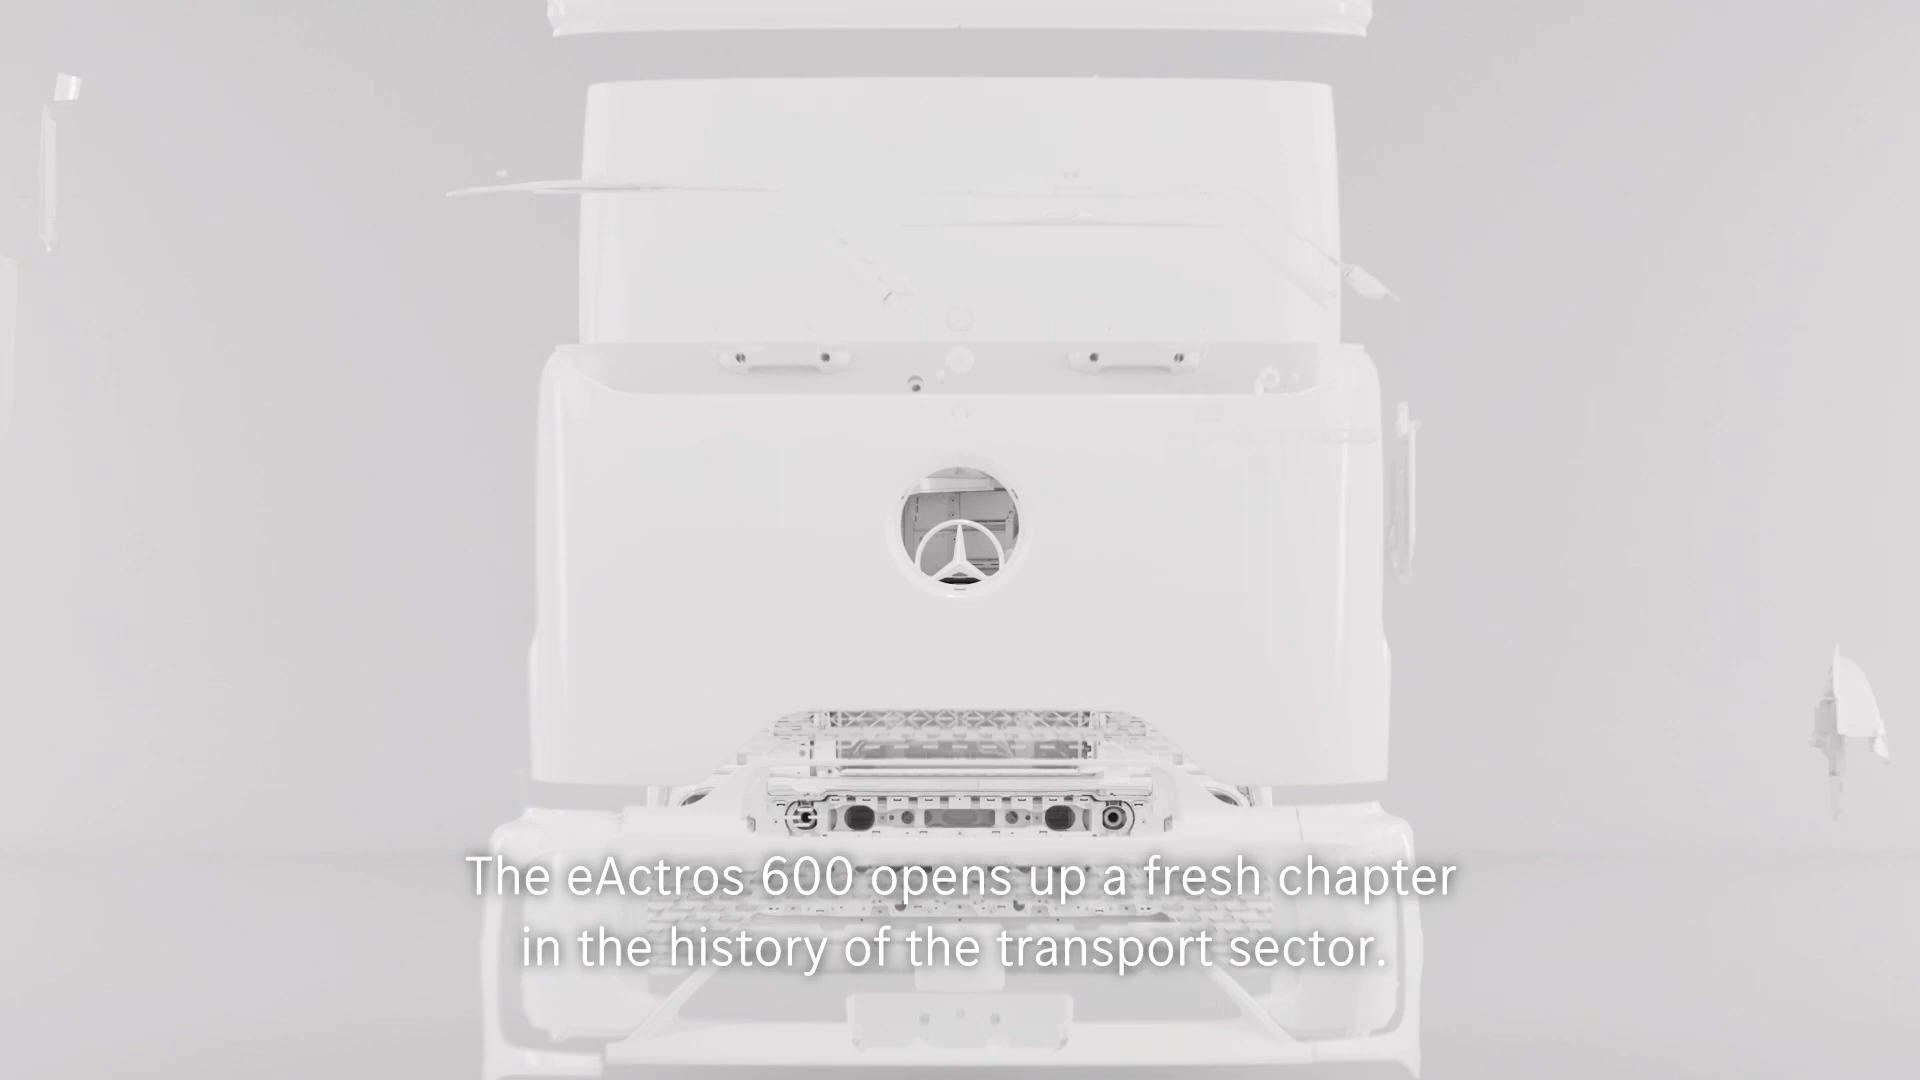 The eActros 600 opens up a fresh chapter
in the history of the transport sector.